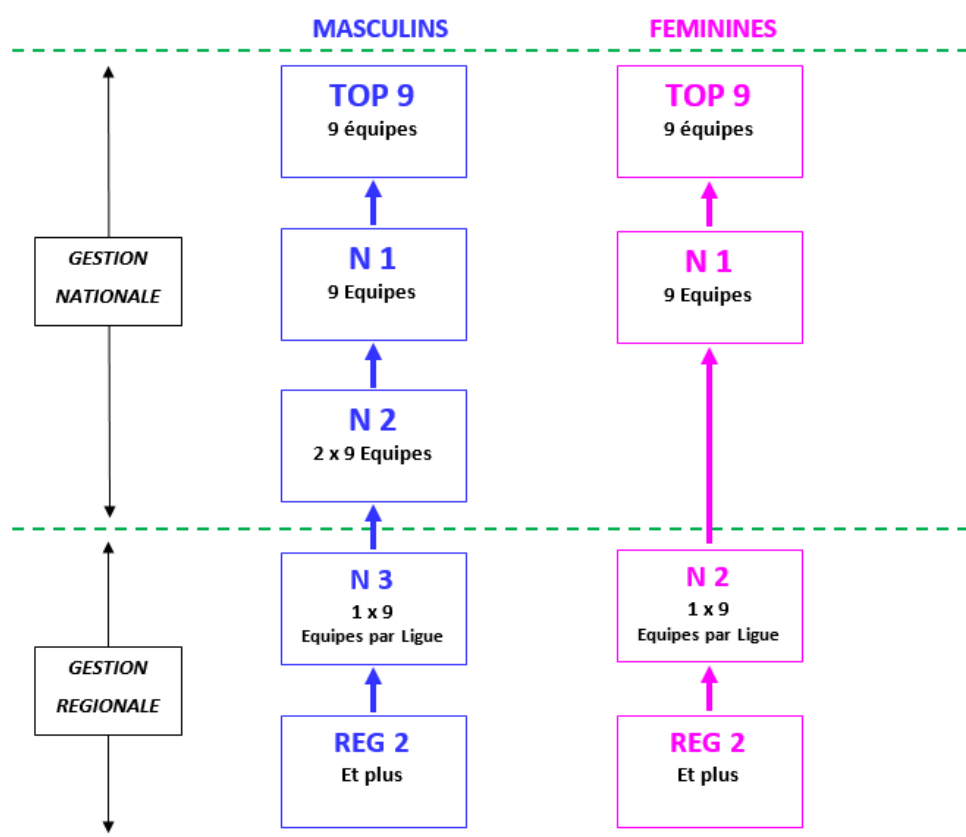 MASCULINS
FEMININES
TOP 9
9 équipes
TOP 9
9 équipes
GESTION
NATIONALE
N 1
9 Equipes
N 1
9 Equipes
N 2
2 x 9 Equipes
N 3
1 x 9
Equipes par Ligue
N 2
1 x 9
Equipes par Ligue
GESTION
REGIONALE
REG 2
Et plus
REG 2
Et plus